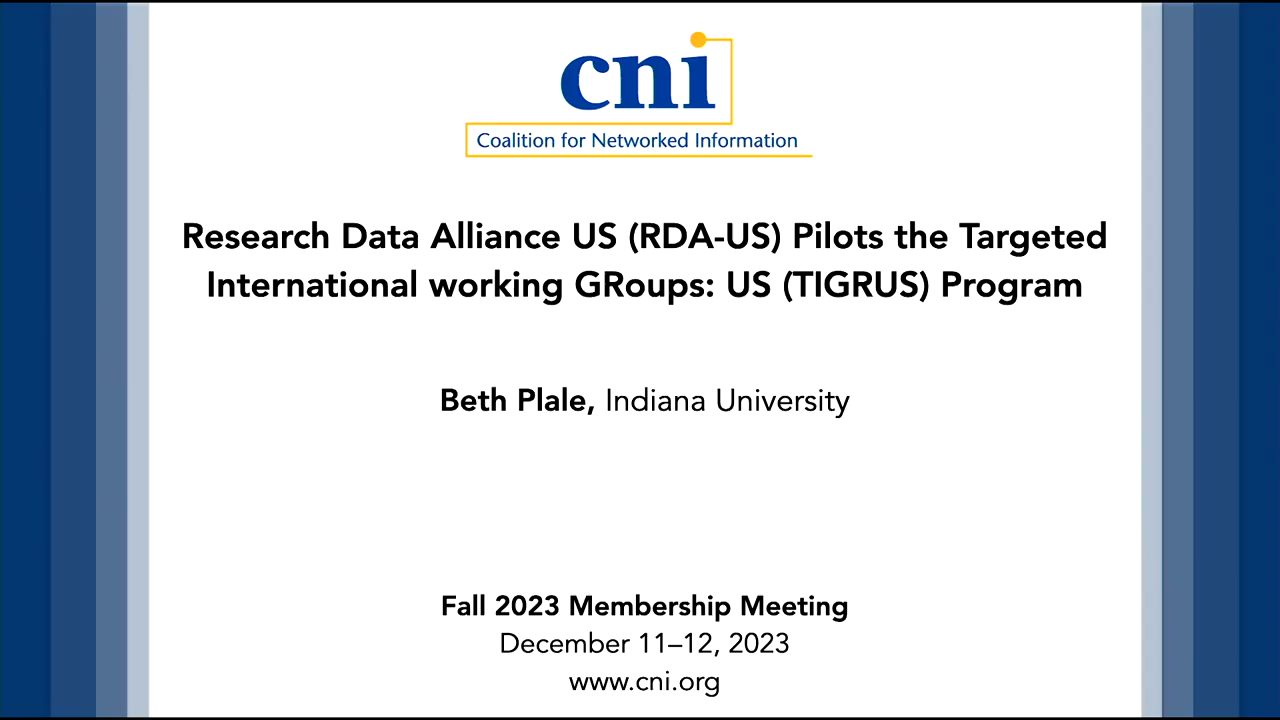 cni
Coalition for Networked Information
Research Data Alliance US (RDA-US) Pilots the Targeted
International working GRoups: US (TIGRUS) Program
Beth Plale, Indiana University
Fall 2023 Membership Meeting
December 11–12, 2023
www.cni.org